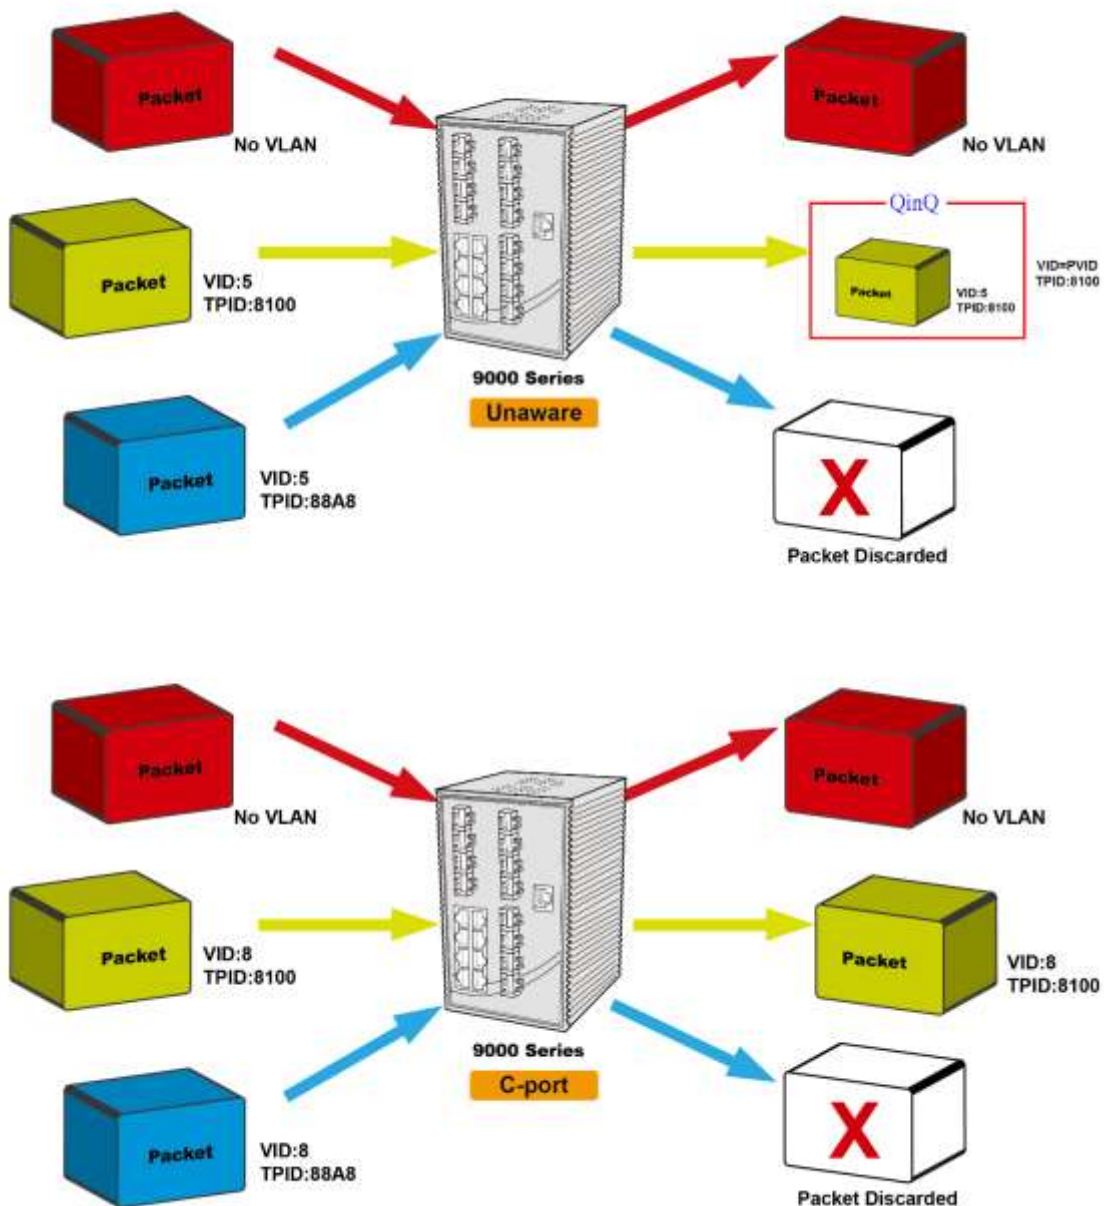 Packet
No VLAN
Packet
No VLAN
Packet
VID:5
TPID:8100
QinQ
Packet
VID:5
TPID:8100
VID=PVID
TPID:8100
9000 Series
Unaware
Packet
VID:5
TPID:88A8
X
Packet Discarded
Packet
No VLAN
Packet
No VLAN
Packet
VID:8
TPID:8100
Packet
VID:8
TPID:8100
9000 Series
C-port
Packet
VID:8
TPID:88A8
X
Packet Discarded